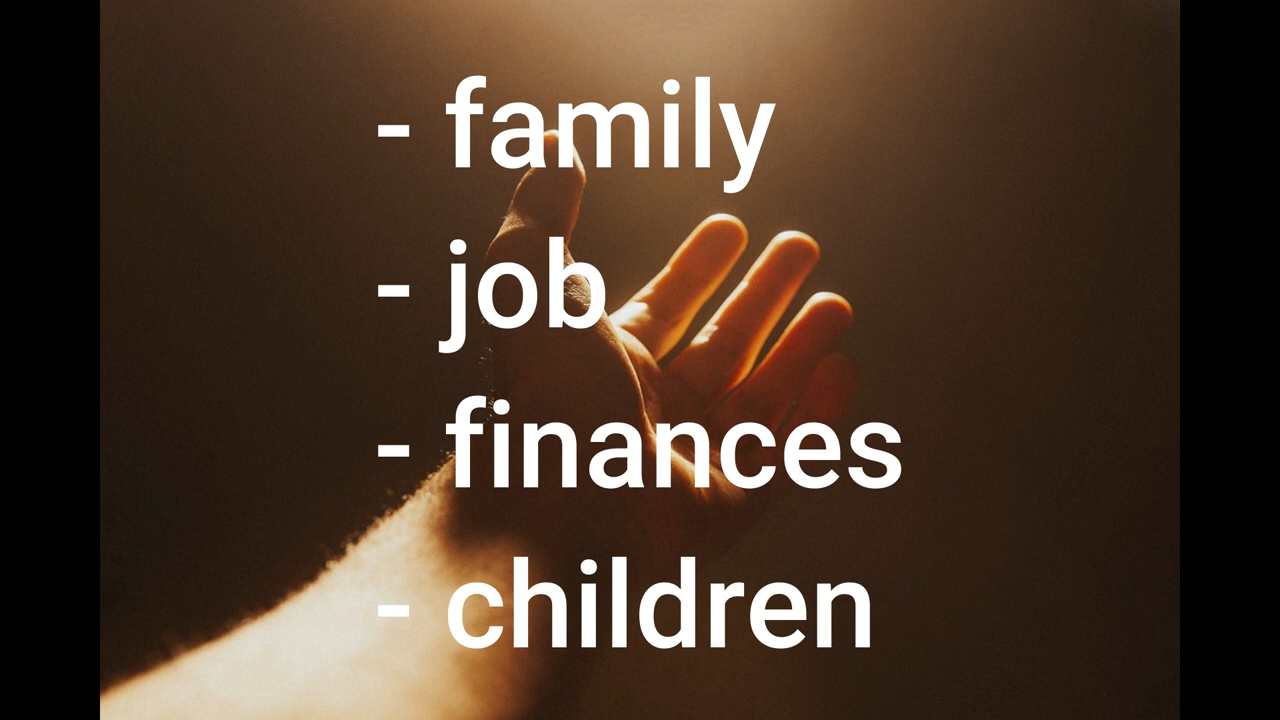 - family
- job
- finances
- children